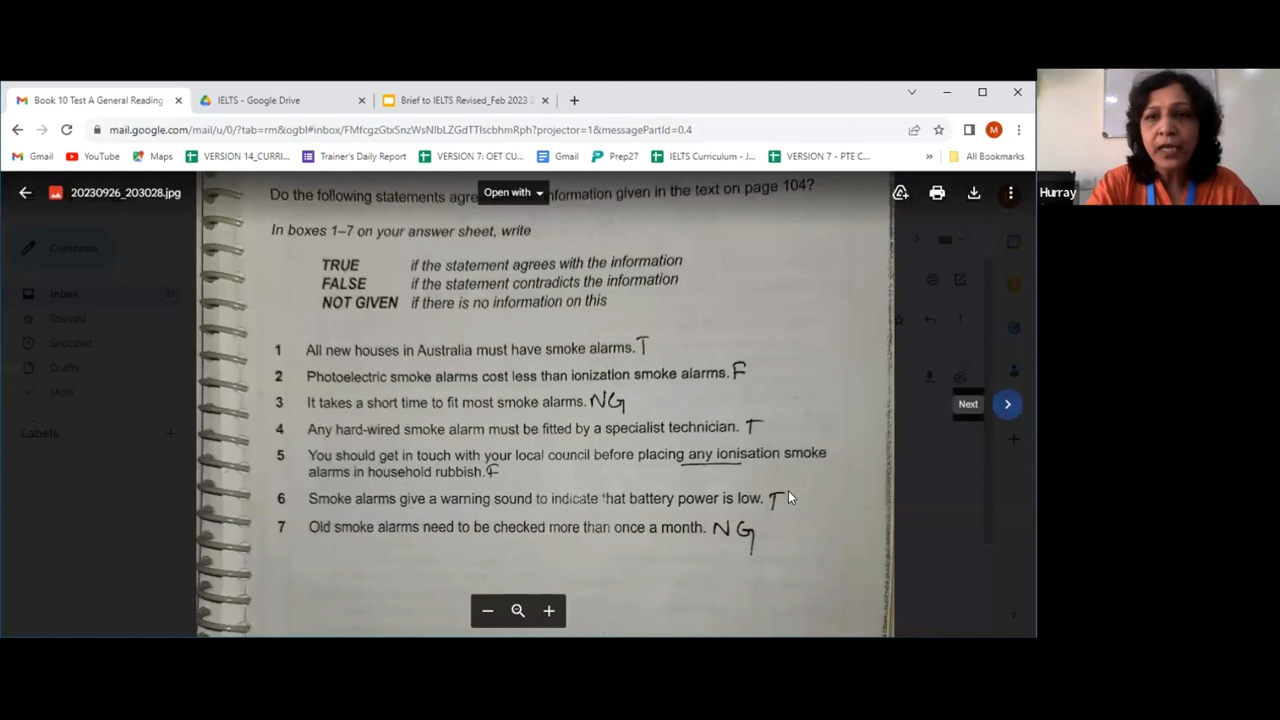 Book 10 Test A General Reading
IELTS - Google Drive
Brief to IELTS Revised_Feb 2023
mail.google.com/mail/u/0/?tab=rm&ogbl#inbox/FMfcgzGtxSnzWsNlbLZGdTTlscbhmRph?projector=1&messagePartId=0.4
M
Gmail YouTube Maps VERSION 14_CURRI... Trainer's Daily Report VERSION 7: OET CU... Gmail Prep27 IELTS Curriculum - J... VERSION 7 - PTE C... » All Bookmarks
20230926_203028.jpg
Open with
Hurray
Compose
Inbox
Starred
Snoozed
Drafts
More
Labels
Do the following statements agre nformation given in the text on page 104?
In boxes 1–7 on your answer sheet, write
TRUE if the statement agrees with the information
FALSE if the statement contradicts the information
NOT GIVEN if there is no information on this
1 All new houses in Australia must have smoke alarms. T
2 Photoelectric smoke alarms cost less than ionization smoke alarms. F
3 It takes a short time to fit most smoke alarms. NG
4 Any hard-wired smoke alarm must be fitted by a specialist technician. T
5 You should get in touch with your local council before placing any ionisation smoke
alarms in household rubbish. F
6 Smoke alarms give a warning sound to indicate that battery power is low. T
7 Old smoke alarms need to be checked more than once a month. NG
Next